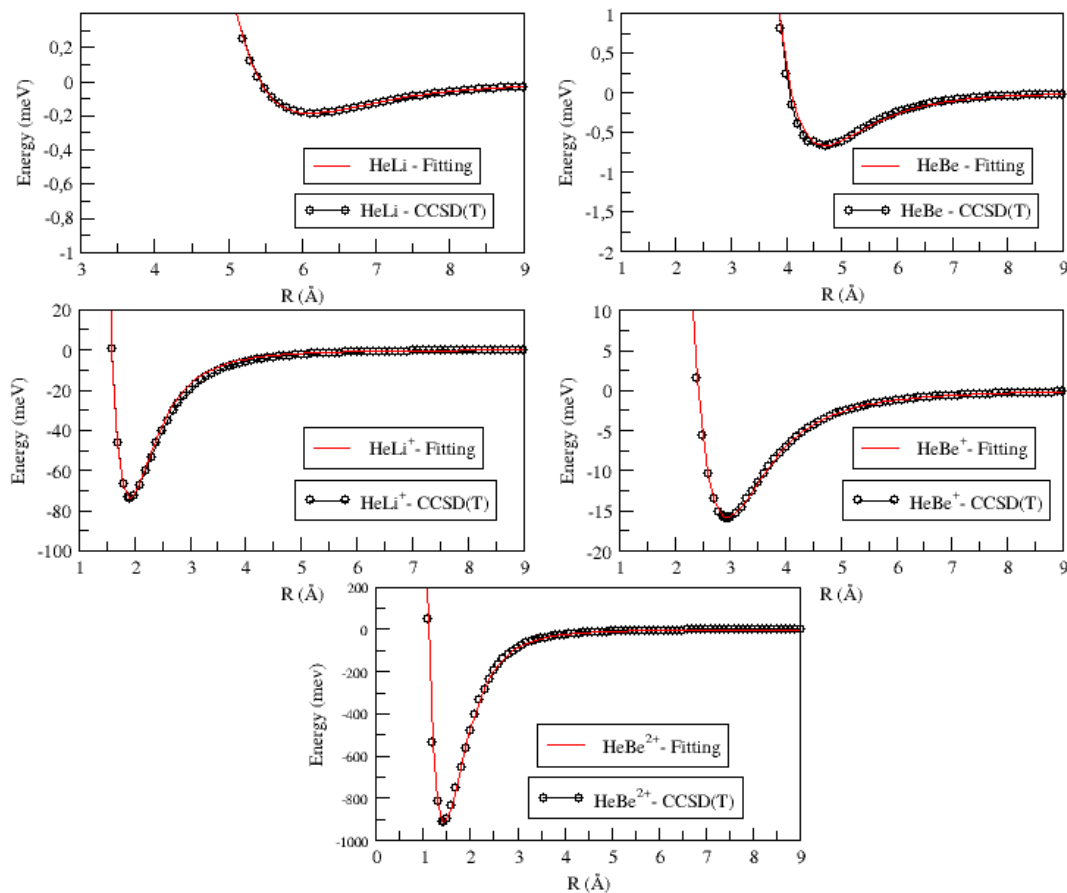 0,2
0
-0,2
-0,4
-0,6
-0,8
-1
Energy (meV)
HeLi - Fitting
HeLi - CCSD(T)
3 4 5 6 7 8 9
R (Å)
1
0,5
0
-0,5
-1
-1,5
-2
Energy (meV)
HeBe - Fitting
HeBe - CCSD(T)
1 2 3 4 5 6 7 8 9
R (Å)
20
0
-20
-40
-60
-80
-100
Energy (meV)
HeLi⁺- Fitting
HeLi⁺- CCSD(T)
1 2 3 4 5 6 7 8 9
R (Å)
10
5
0
-5
-10
-15
-20
Energy (meV)
HeBe⁺- Fitting
HeBe⁺- CCSD(T)
1 2 3 4 5 6 7 8 9
R (Å)
200
0
-200
-400
-600
-800
-1000
Energy (mev)
HeBe²⁺- Fitting
HeBe²⁺- CCSD(T)
0 1 2 3 4 5 6 7 8 9
R (Å)